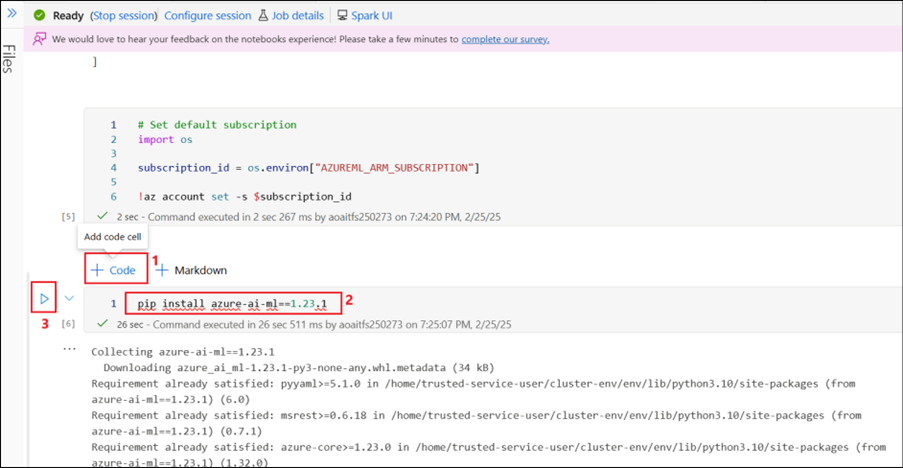 Ready (Stop session) Configure session Job details Spark UI
We would love to hear your feedback on the notebooks experience! Please take a few minutes to complete our survey.
Files
]
1 # Set default subscription
2 import os
3
4 subscription_id = os.environ["AZUREML_ARM_SUBSCRIPTION"]
5
6 !az account set -s $subscription_id
[5] 2 sec - Command executed in 2 sec 267 ms by aoaitfs250273 on 7:24:20 PM, 2/25/25
Add code cell
1
+ Code + Markdown
1 pip install azure-ai-ml==1.23.1 2
3
[6] 26 sec - Command executed in 26 sec 511 ms by aoaitfs250273 on 7:25:07 PM, 2/25/25
... Collecting azure-ai-ml==1.23.1
Downloading azure_ai_ml-1.23.1-py3-none-any.whl.metadata (34 kB)
Requirement already satisfied: pyyaml>=5.1.0 in /home/trusted-service-user/cluster-env/env/lib/python3.10/site-packages (from
azure-ai-ml==1.23.1) (6.0)
Requirement already satisfied: msrest>=0.6.18 in /home/trusted-service-user/cluster-env/env/lib/python3.10/site-packages (from
azure-ai-ml==1.23.1) (0.7.1)
Requirement already satisfied: azure-core>=1.23.0 in /home/trusted-service-user/cluster-env/env/lib/python3.10/site-packages (from
azure-ai-ml==1.23.1) (1.32.0)